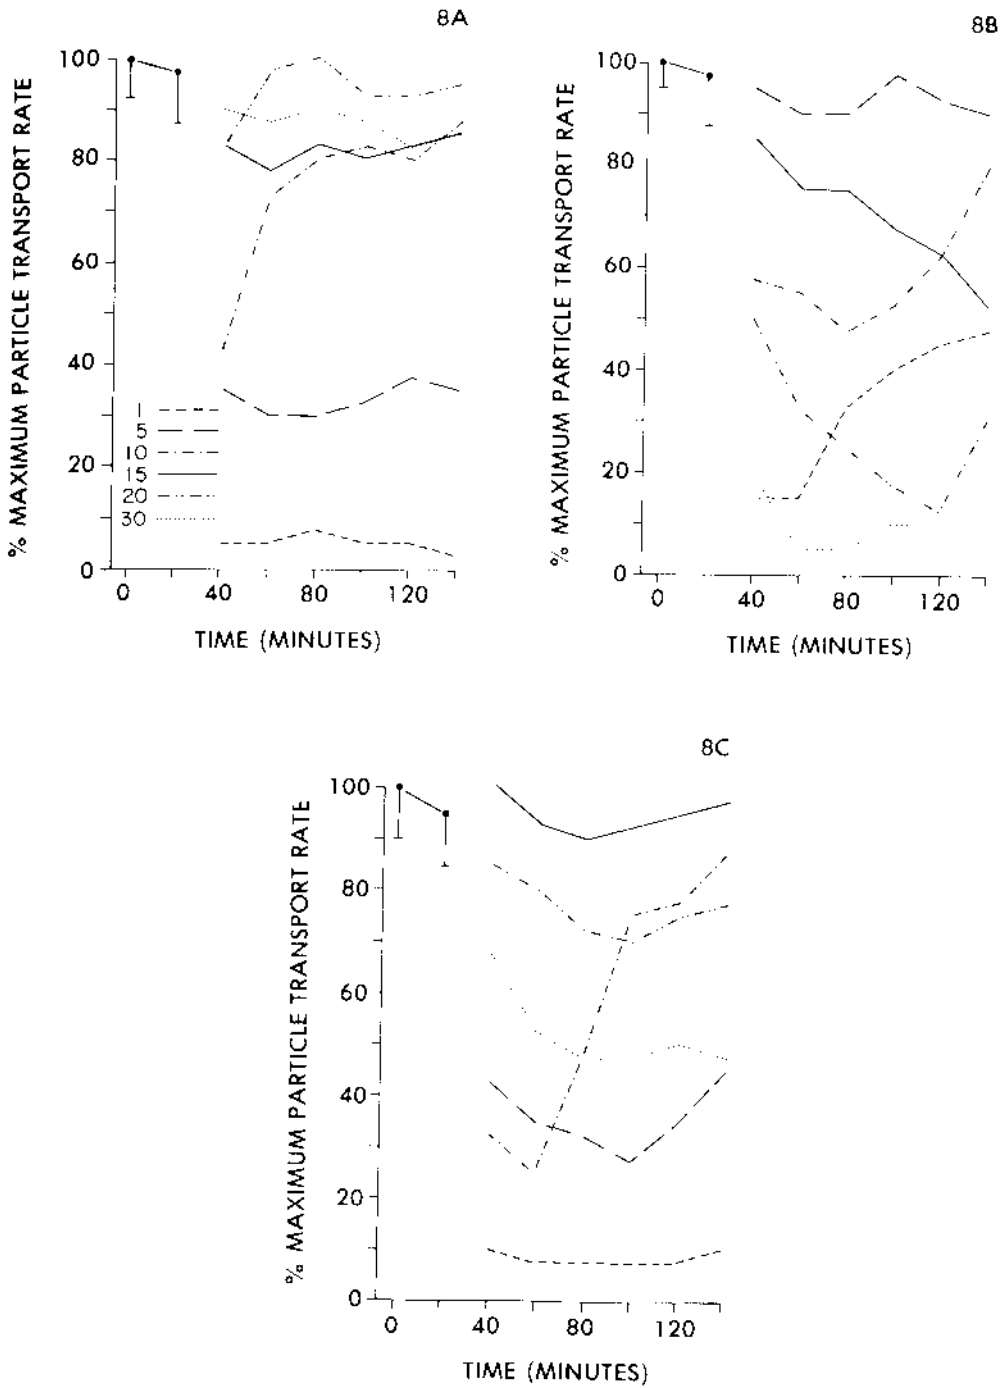 8A
% MAXIMUM PARTICLE TRANSPORT RATE
100
80
60
40
20
0
1
5
10
15
20
30
0 40 80 120
TIME (MINUTES)
8B
% MAXIMUM PARTICLE TRANSPORT RATE
100
80
60
40
20
0
0 40 80 120
TIME (MINUTES)
8C
% MAXIMUM PARTICLE TRANSPORT RATE
100
80
60
40
20
0
0 40 80 120
TIME (MINUTES)